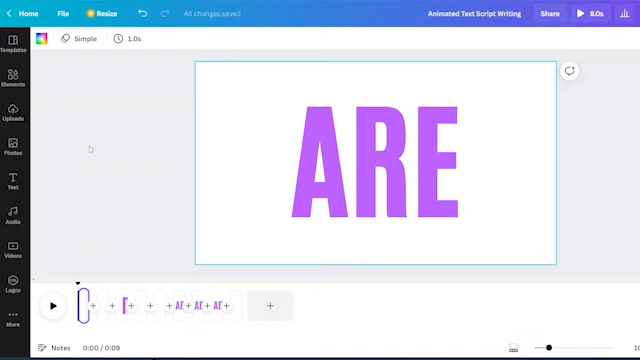 Home File Resize All changes saved Animated Text Script Writing Share 9.0s
Simple 1.0s
Templates
Elements
Uploads
Photos
Text
Audio
Videos
Logos
More
ARE
Notes 0:00 / 0:09